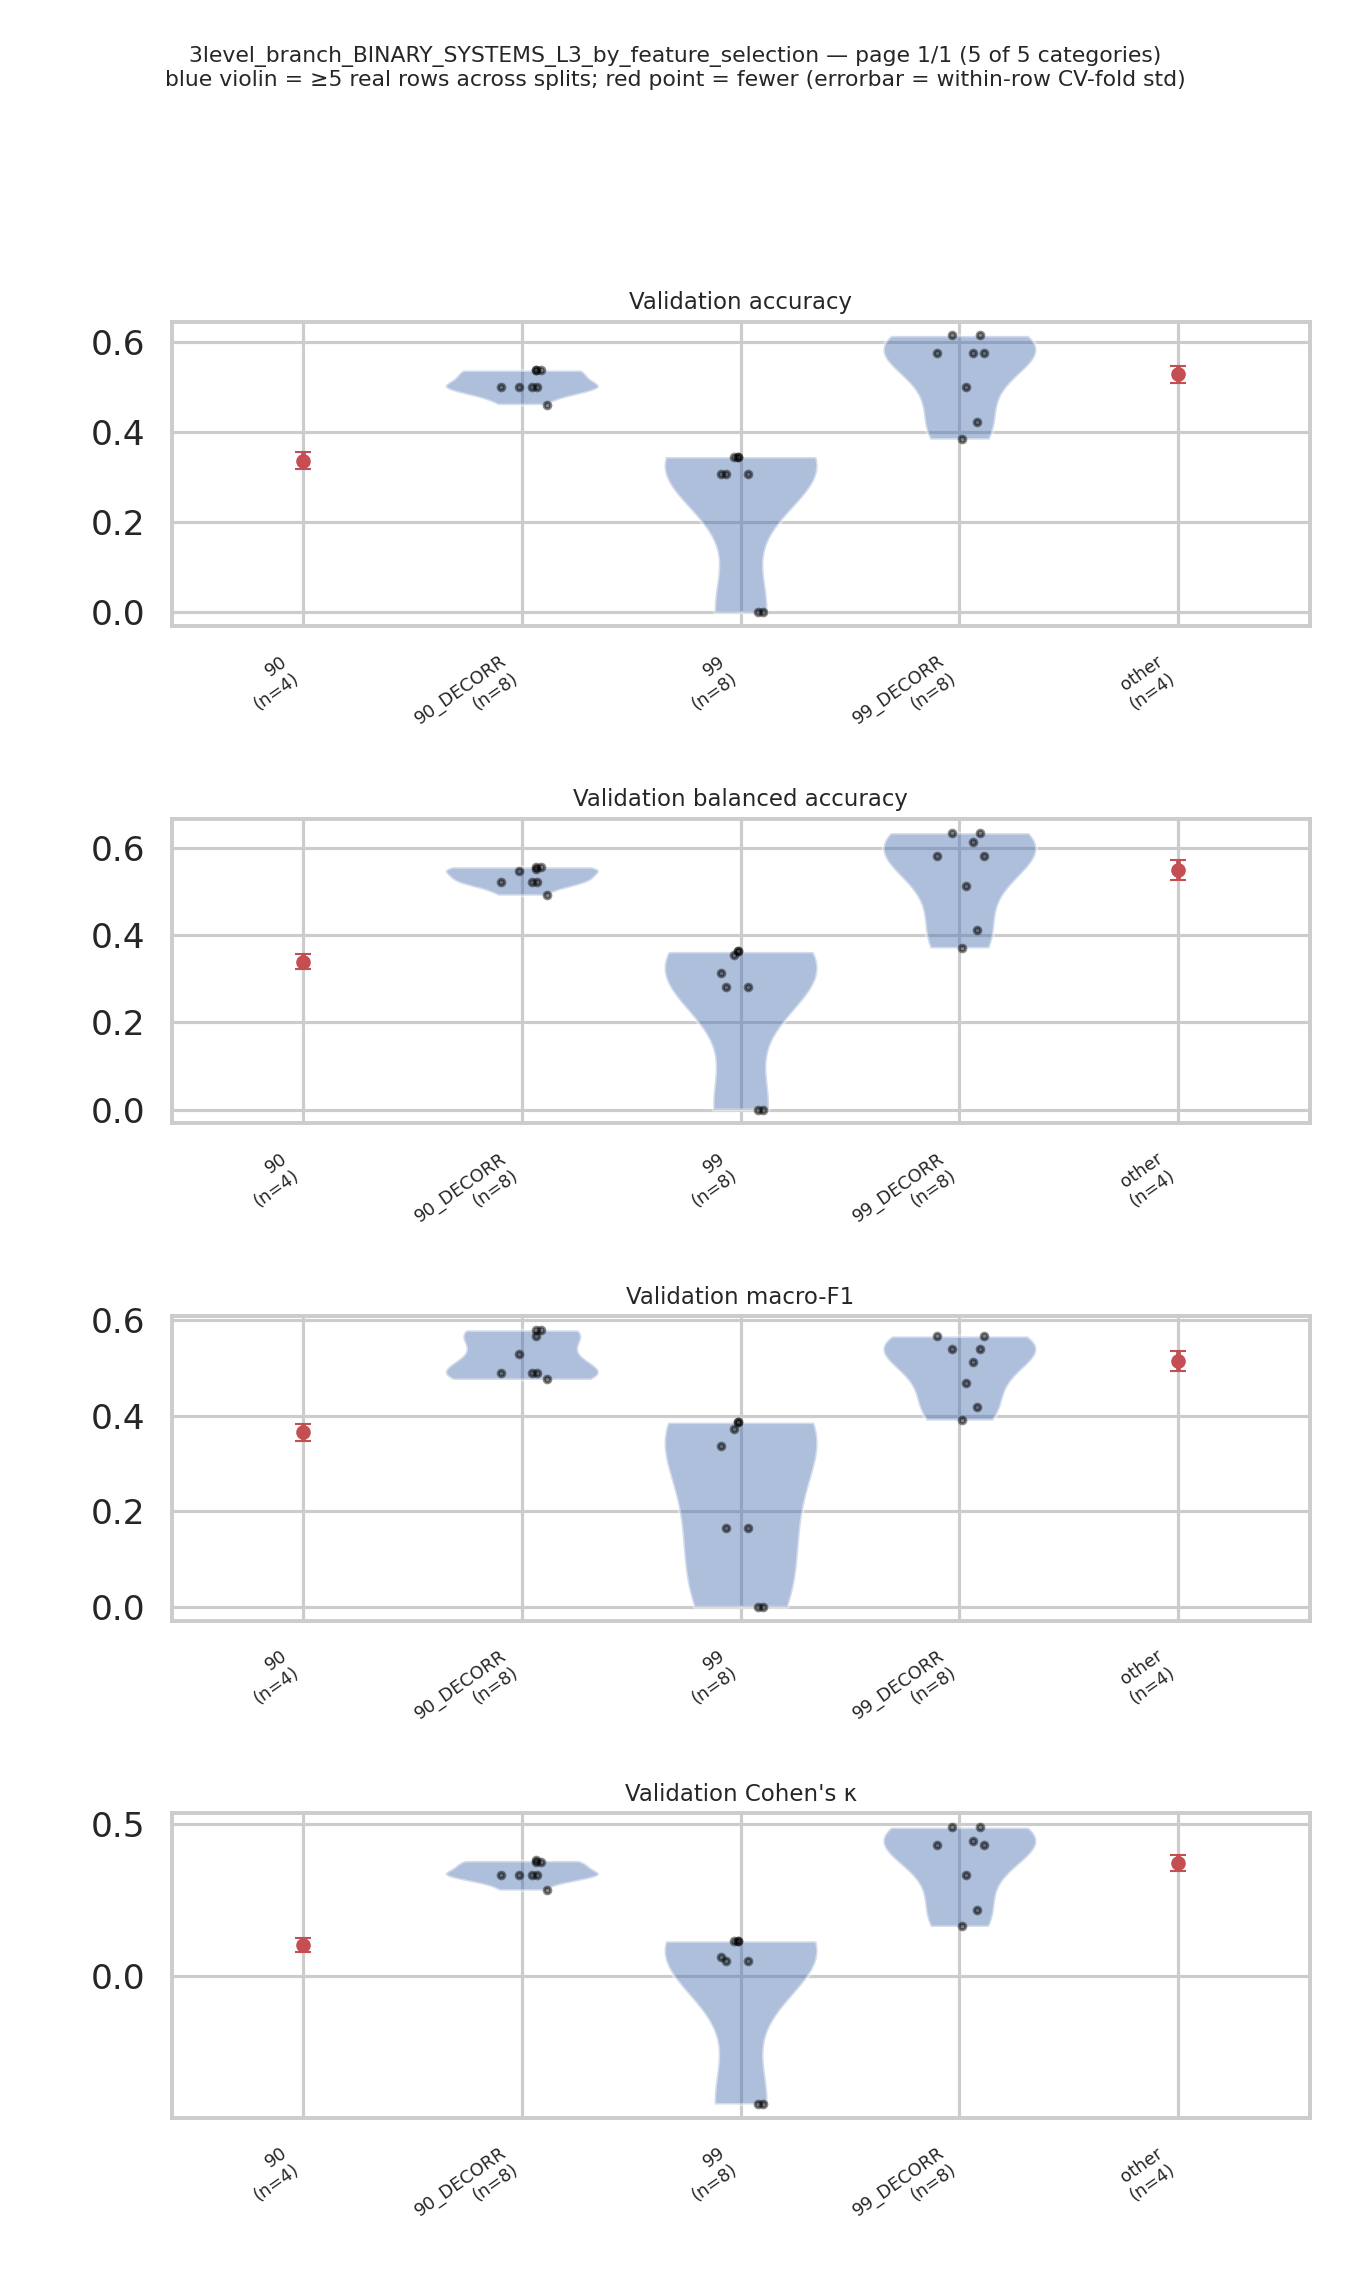 3level_branch_BINARY_SYSTEMS_L3_by_feature_selection — page 1/1 (5 of 5 categories)
blue violin = ≥5 real rows across splits; red point = fewer (errorbar = within-row CV-fold std)
Validation accuracy
0.6
0.4
0.2
0.0
90
(n=4)
90_DECORR
(n=8)
99
(n=8)
99_DECORR
(n=8)
other
(n=4)
Validation balanced accuracy
0.6
0.4
0.2
0.0
90
(n=4)
90_DECORR
(n=8)
99
(n=8)
99_DECORR
(n=8)
other
(n=4)
Validation macro-F1
0.6
0.4
0.2
0.0
90
(n=4)
90_DECORR
(n=8)
99
(n=8)
99_DECORR
(n=8)
other
(n=4)
Validation Cohen's κ
0.5
0.0
90
(n=4)
90_DECORR
(n=8)
99
(n=8)
99_DECORR
(n=8)
other
(n=4)